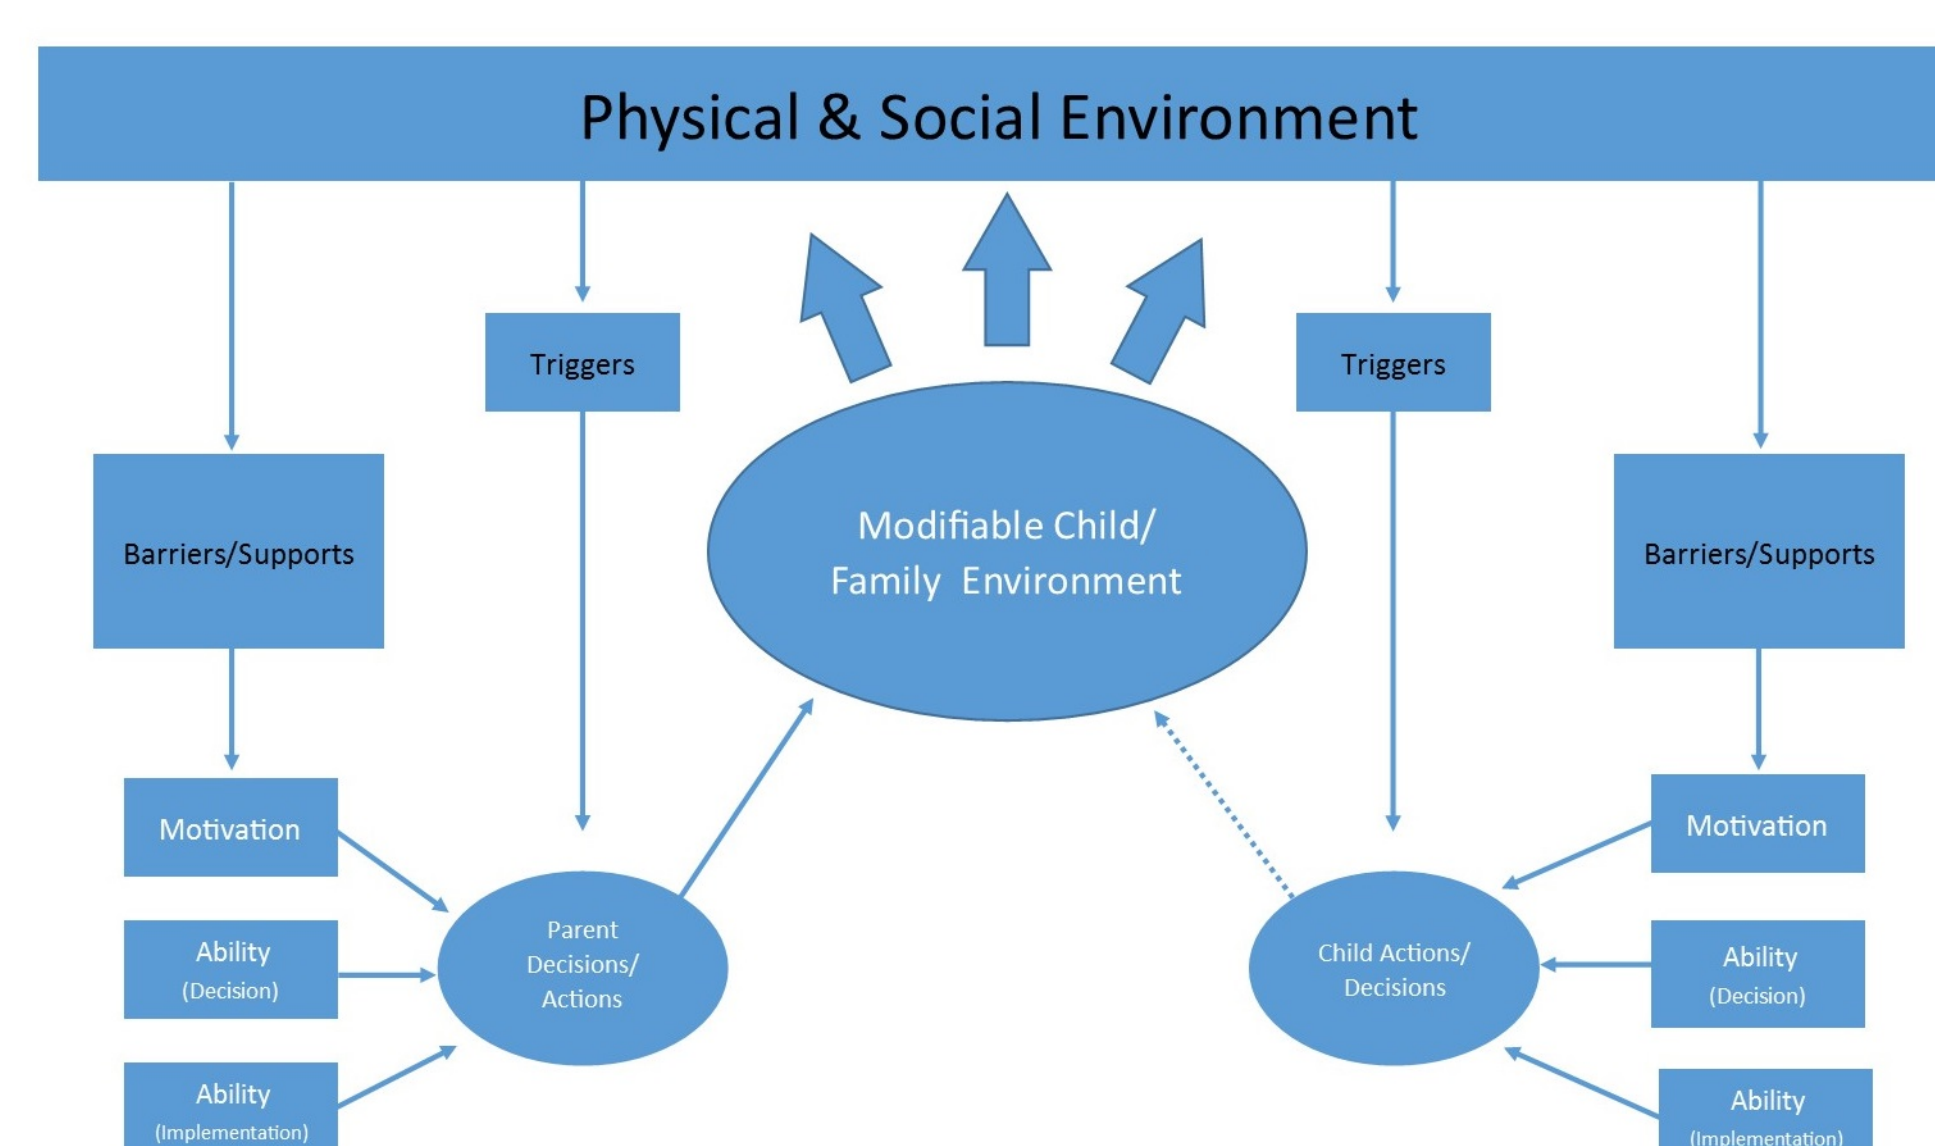 Physical & Social Environment
Triggers
Triggers
Modifiable Child/
Family Environment
Barriers/Supports
Barriers/Supports
Motivation
Motivation
Parent
Decisions/
Actions
Child Actions/
Decisions
Ability
(Decision)
Ability
(Decision)
Ability
(Implementation)
Ability
(Implementation)